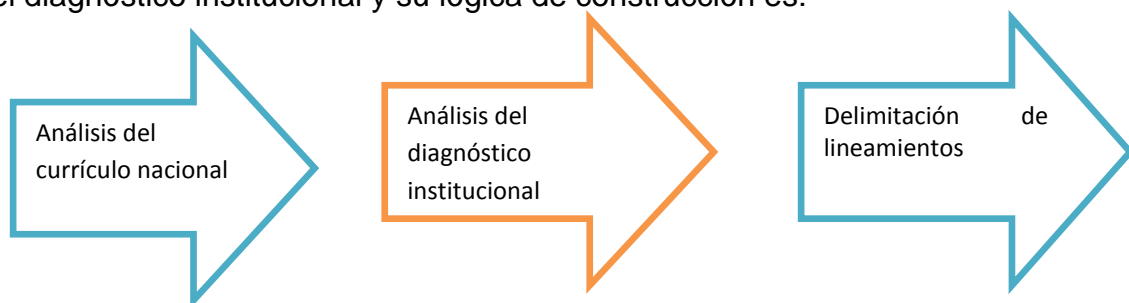 el diagnóstico institucional y su lógica de construcción es:
Análisis del
currículo nacional
Análisis del
diagnóstico
institucional
Delimitación de
lineamientos